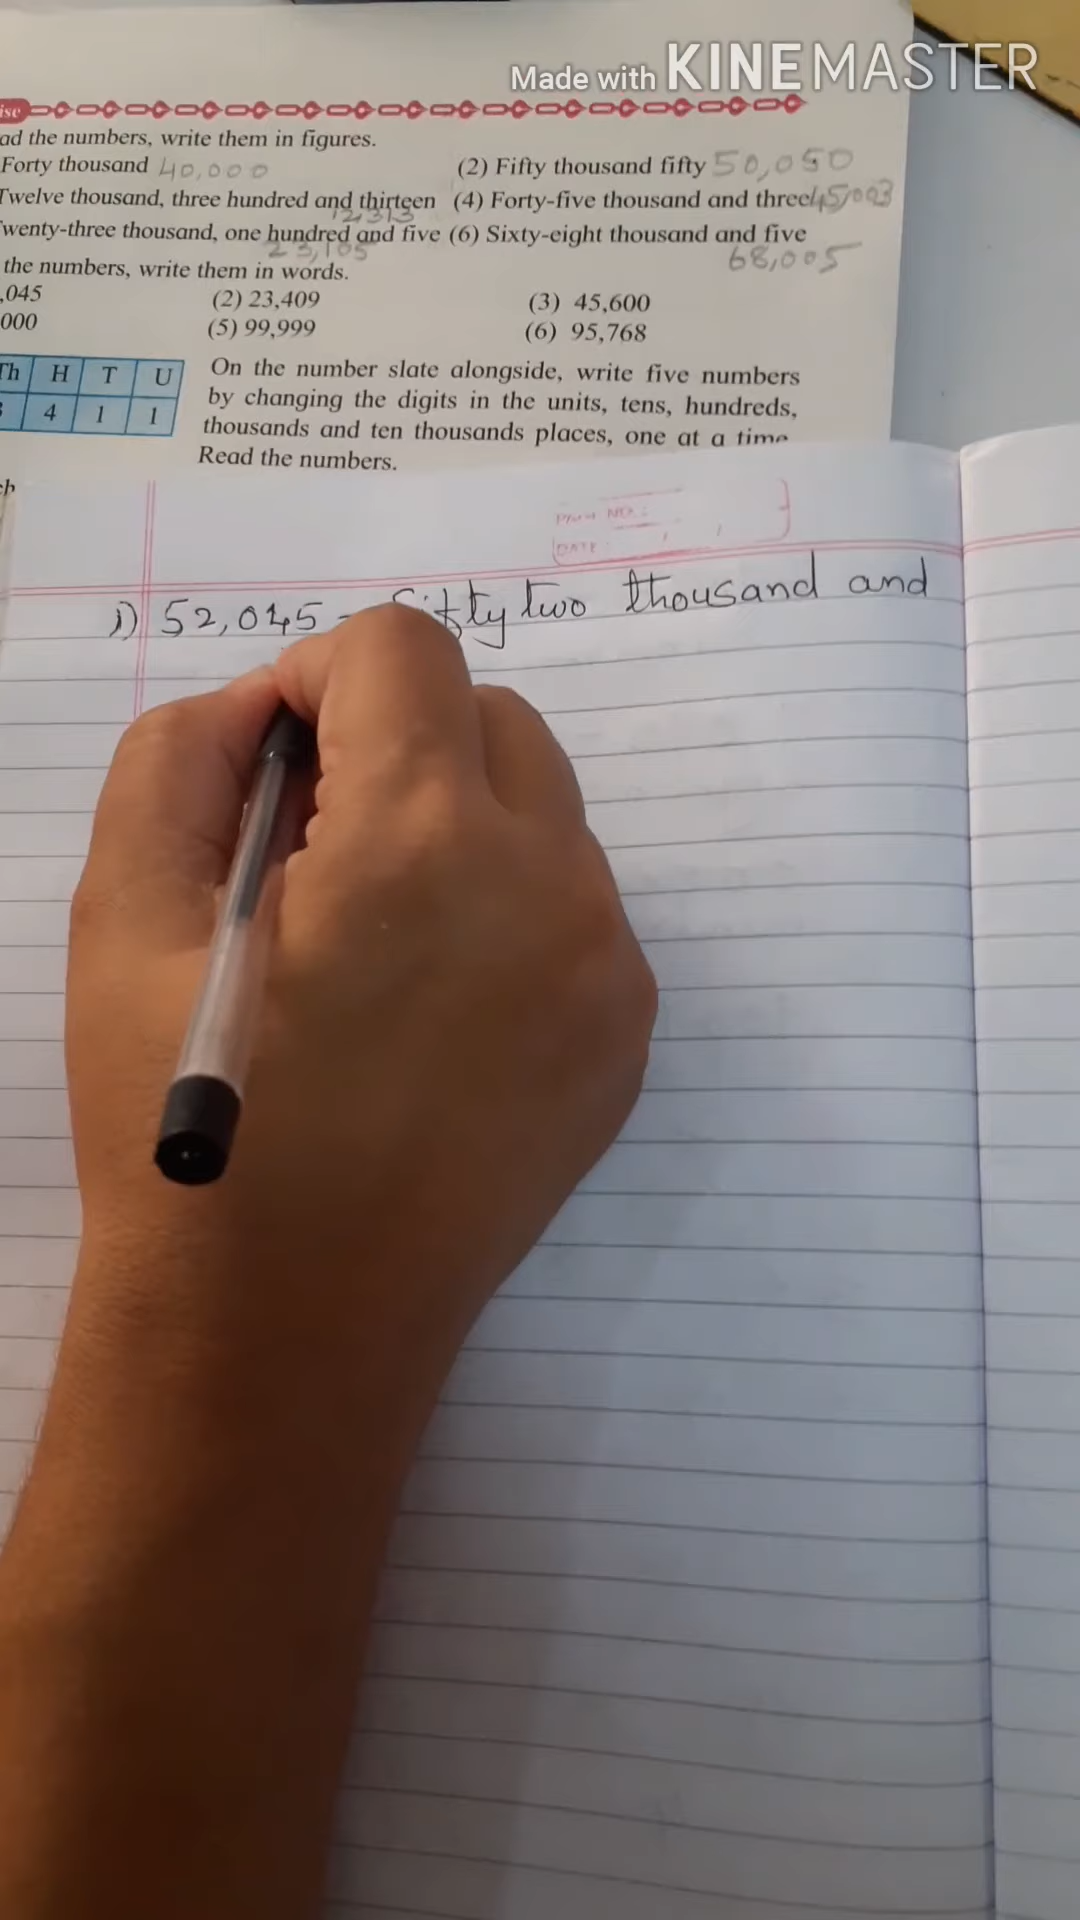 Made with KINEMASTER
ise
ad the numbers, write them in figures.
Forty thousand 40,000 (2) Fifty thousand fifty 50,050
Twelve thousand, three hundred and thirteen (4) Forty-five thousand and three 45,003
12,313
wenty-three thousand, one hundred and five (6) Sixty-eight thousand and five
23,105 68,005
the numbers, write them in words.
,045 (2) 23,409 (3) 45,600
000 (5) 99,999 (6) 95,768
Th H T U
4 1 1
On the number slate alongside, write five numbers
by changing the digits in the units, tens, hundreds,
thousands and ten thousands places, one at a time.
Read the numbers.
PAGE NO.:
DATE:
1) 52,045 - Fifty two thousand and